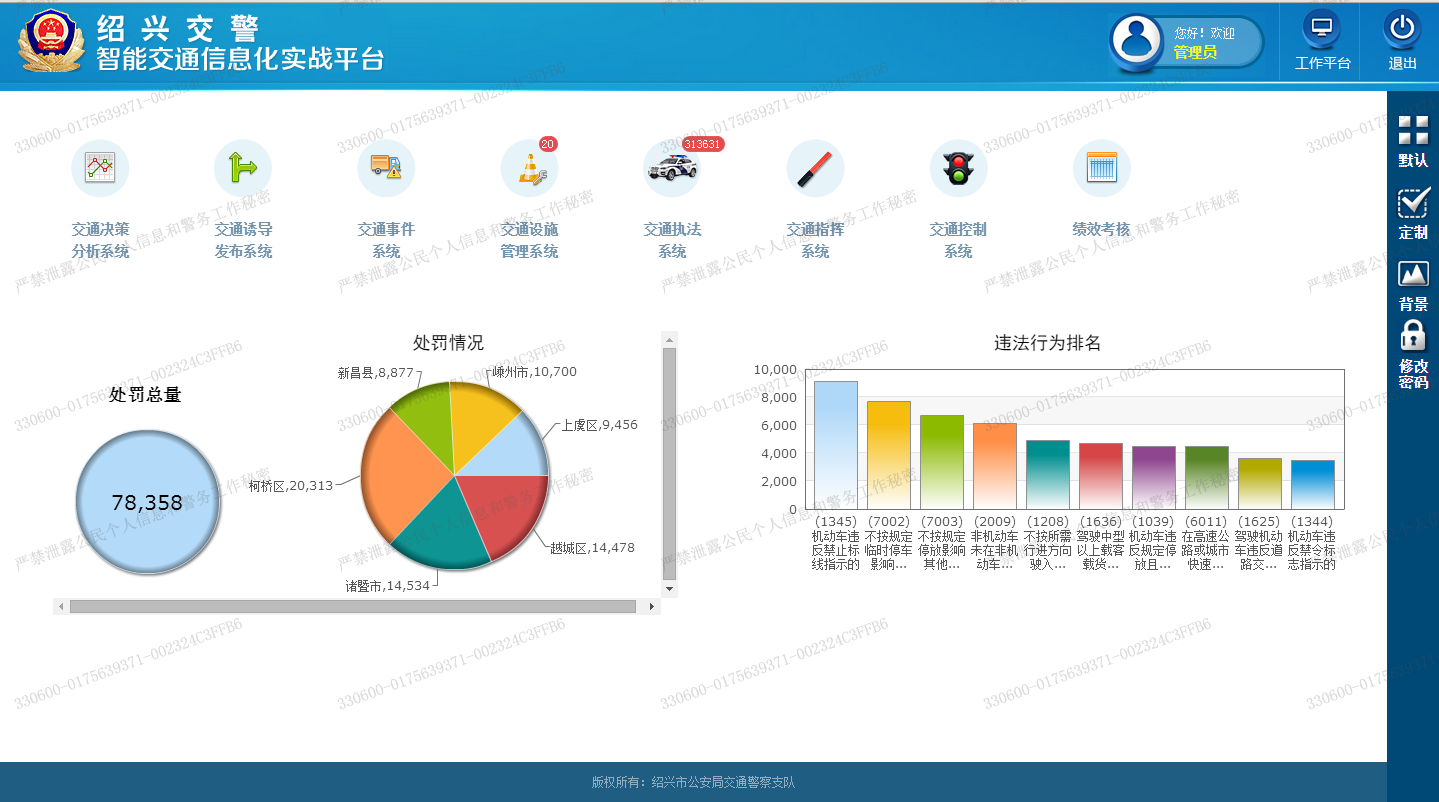 绍兴交警
智能交通信息化实战平台
您好！欢迎
管理员
工作平台
退出
默认
定制
背景
修改
密码
20
313631
交通决策
分析系统
交通诱导
发布系统
交通事件
系统
交通设施
管理系统
交通执法
系统
交通指挥
系统
交通控制
系统
绩效考核
处罚总量
78,358
处罚情况
新昌县,8,877
嵊州市,10,700
上虞区,9,456
柯桥区,20,313
越城区,14,478
诸暨市,14,534
违法行为排名
10,000
8,000
6,000
4,000
2,000
0
(1345)
机动车违
反禁止标
线指示的
(7002)
不按规定
临时停车
影响...
(7003)
不按规定
停放影响
其他...
(2009)
非机动车
未在非机
动车...
(1208)
不按所需
行进方向
驶入...
(1636)
驾驶中型
以上载客
载货...
(1039)
机动车违
反规定停
放且...
(6011)
在高速公
路或城市
快速...
(1625)
驾驶机动
车违反道
路交...
(1344)
机动车违
反禁令标
志指示的
330600-0175639371-002324C3FFB6
严禁泄露公民个人信息和警务工作秘密
版权所有：绍兴市公安局交通警察支队